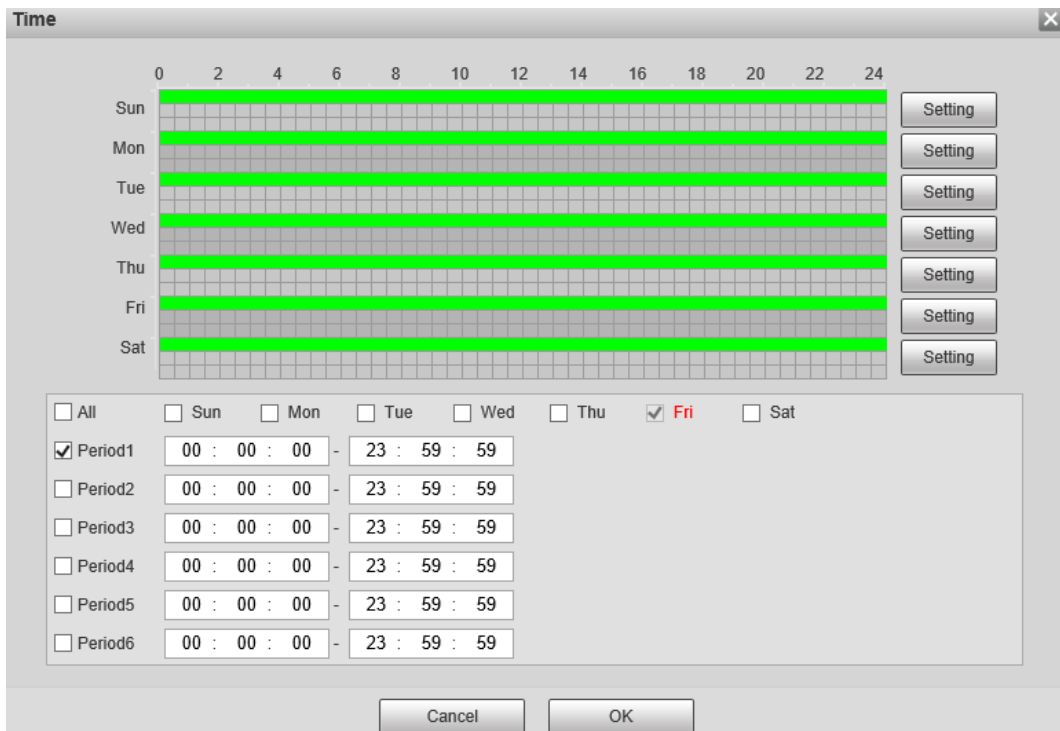 Time
0 2 4 6 8 10 12 14 16 18 20 22 24
Sun Setting
Mon Setting
Tue Setting
Wed Setting
Thu Setting
Fri Setting
Sat Setting
All Sun Mon Tue Wed Thu Fri Sat
Period1 00 : 00 : 00 - 23 : 59 : 59
Period2 00 : 00 : 00 - 23 : 59 : 59
Period3 00 : 00 : 00 - 23 : 59 : 59
Period4 00 : 00 : 00 - 23 : 59 : 59
Period5 00 : 00 : 00 - 23 : 59 : 59
Period6 00 : 00 : 00 - 23 : 59 : 59
Cancel OK